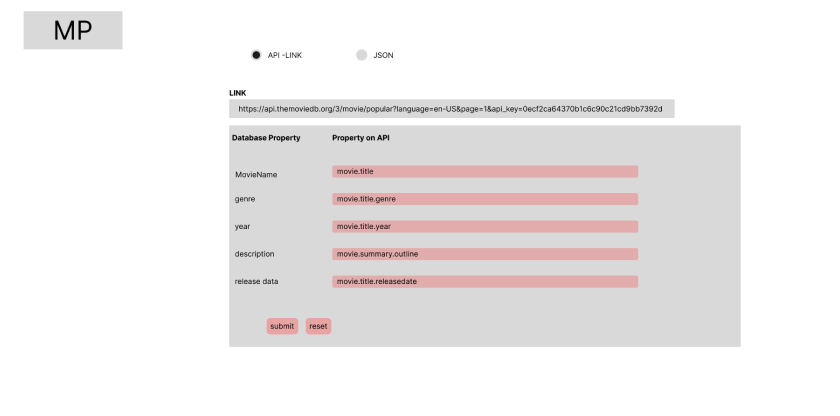 MP
API -LINK JSON
LINK
https://api.themoviedb.org/3/movie/popular?language=en-US&page=1&api_key=0ecf2ca64370b1c6c90c21cd9bb7392d
Database Property Property on API
MovieName movie.title
genre movie.title.genre
year movie.title.year
description movie.summary.outline
release data movie.title.releasedate
submit reset